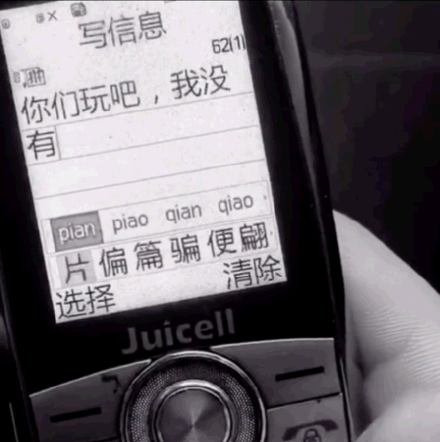 写信息
62(1)
你们玩吧，我没
有
pian piao qian qiao
片 偏 篇 骗 便 翩
选择 清除
Juicell